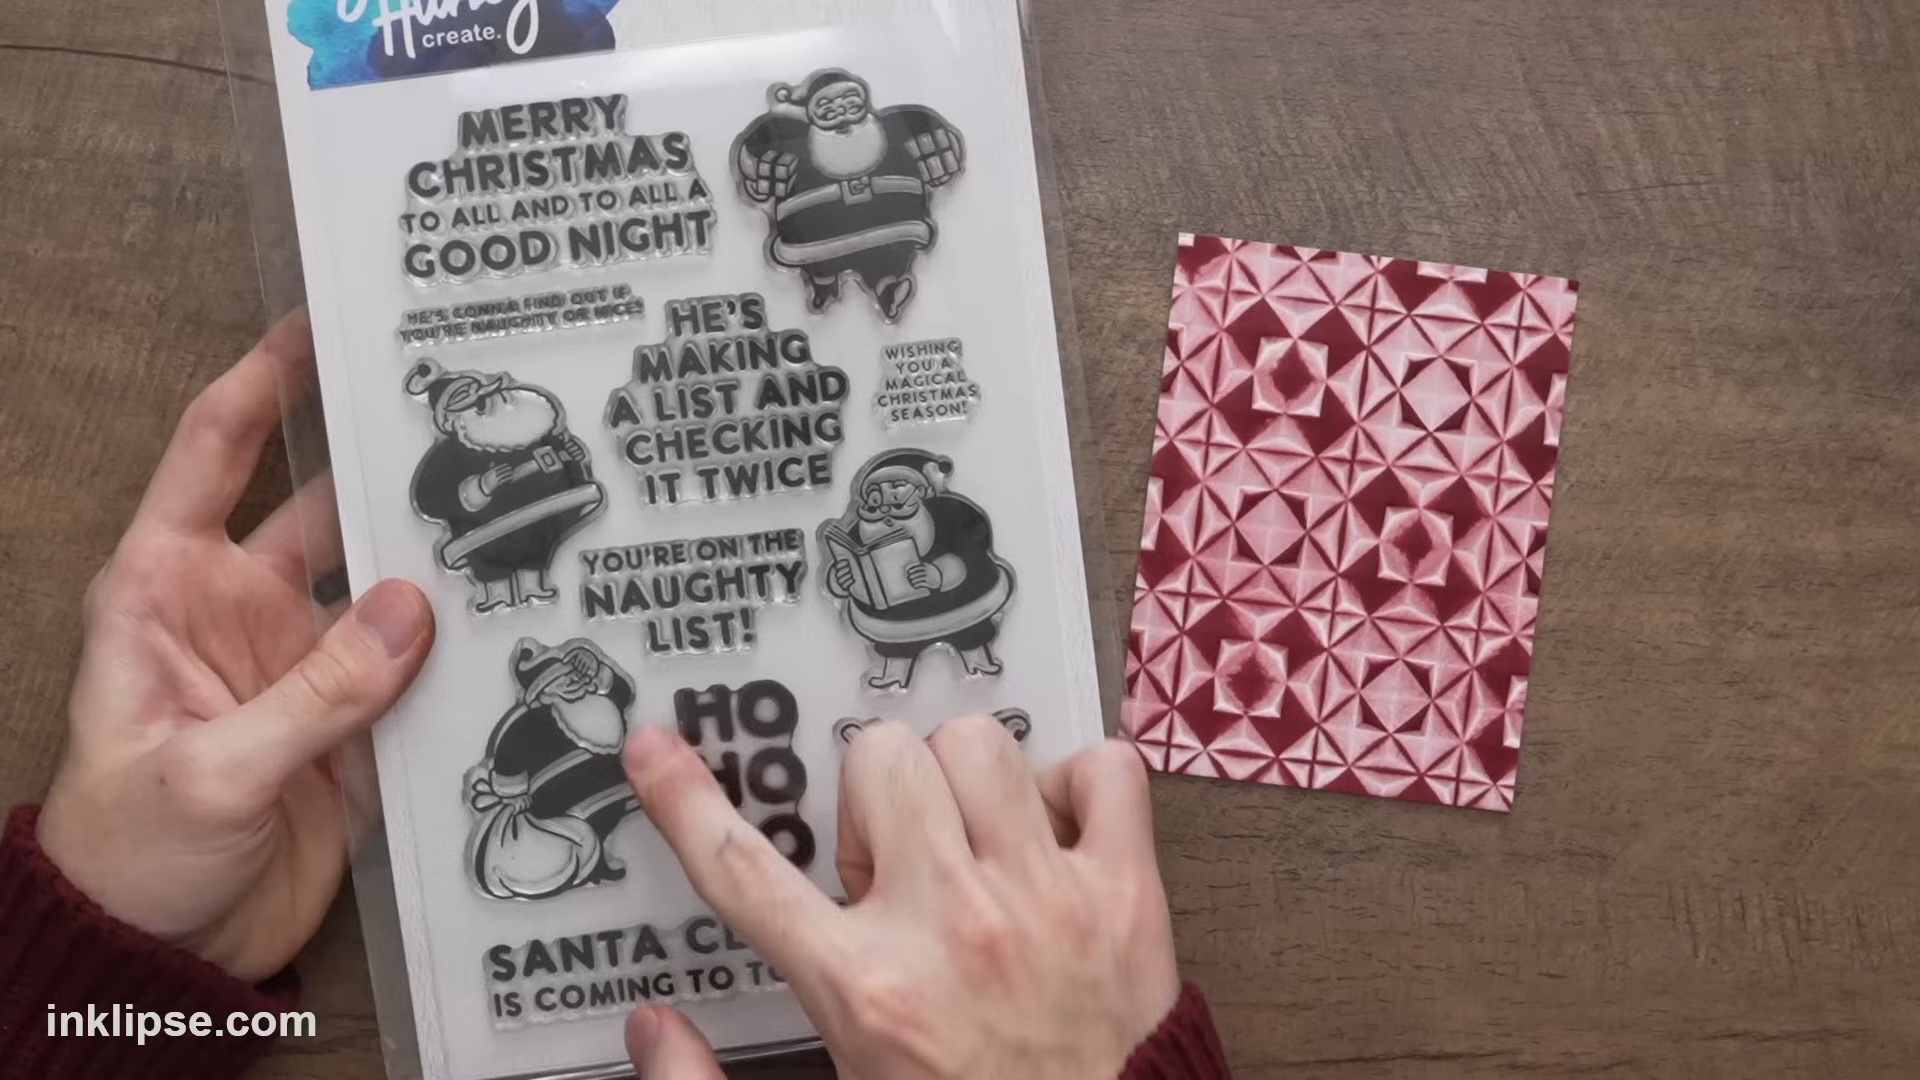 create.
MERRY
CHRISTMAS
TO ALL AND TO ALL A
GOOD NIGHT
HE'S GONNA FIND OUT IF
YOU'RE NAUGHTY OR NICE!
HE'S
MAKING
A LIST AND
CHECKING
IT TWICE
WISHING
YOU A
MAGICAL
CHRISTMAS
SEASON!
YOU'RE ON THE
NAUGHTY
LIST!
HO
HO
HO
SANTA
IS COMING TO
inklipse.com